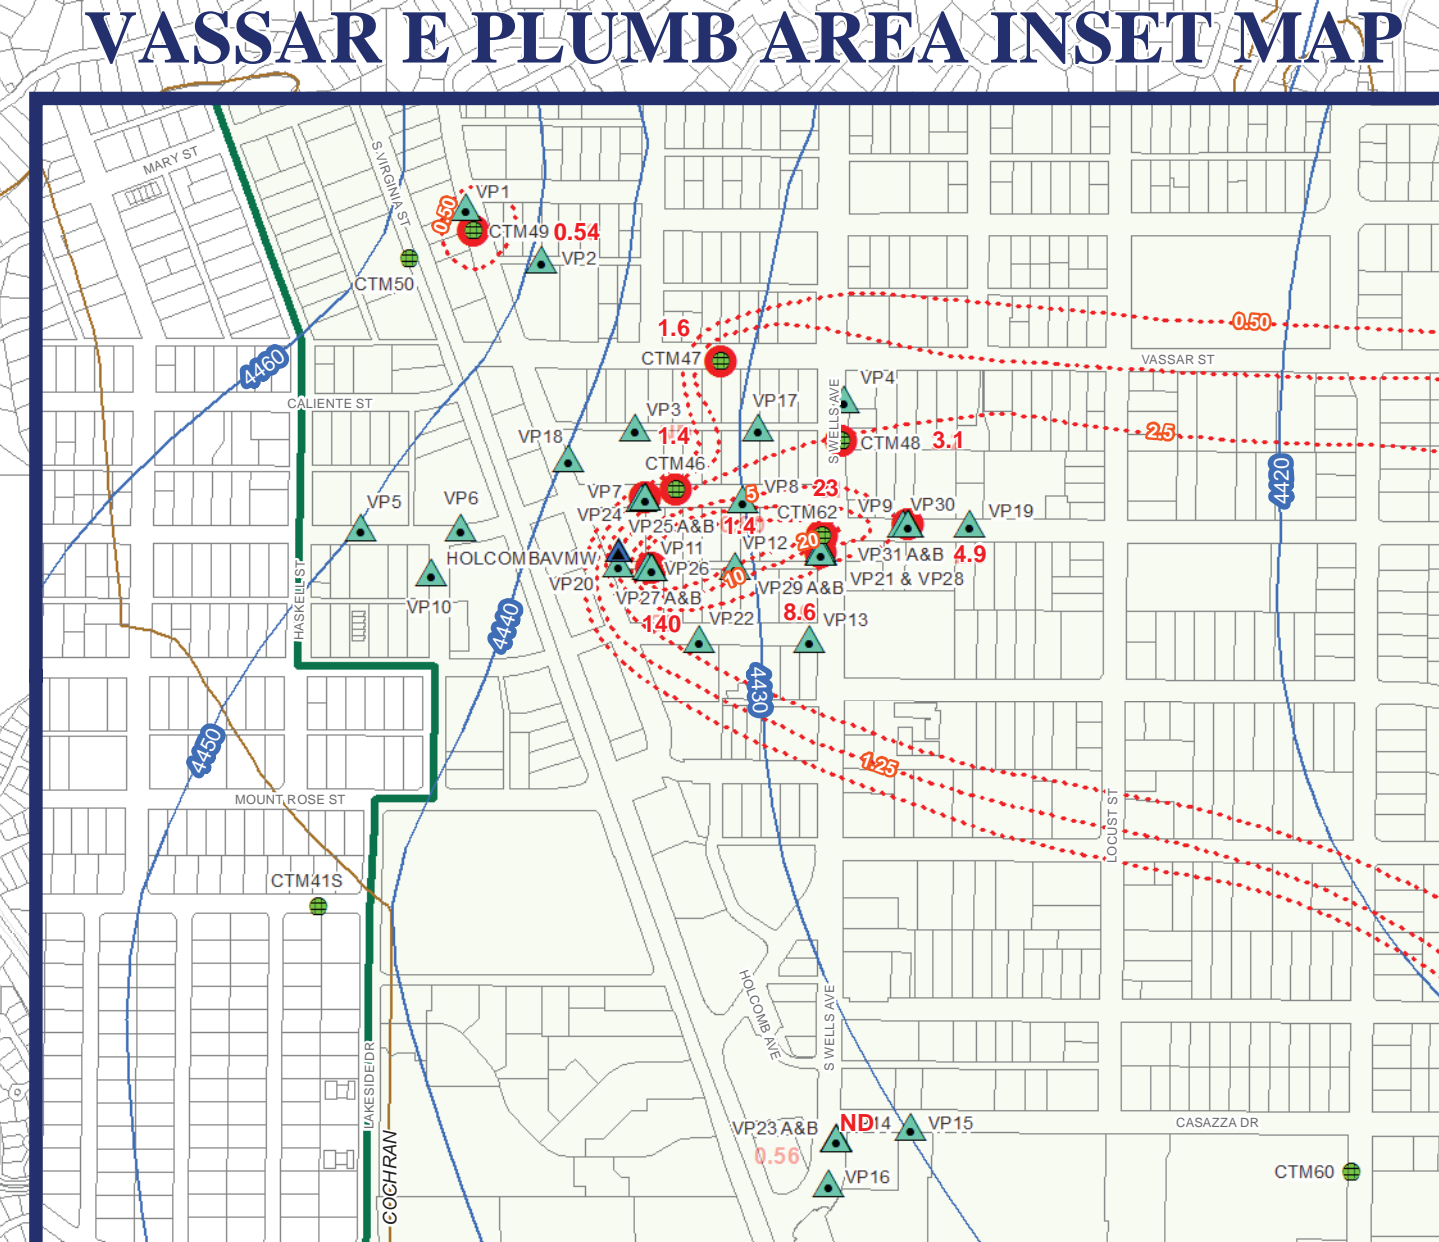 VASSAR E PLUMB AREA INSET MAP
MARY ST
S VIRGINIA ST
VP1
0.50
CTM49 0.54
VP2
CTM50
1.6
0.50
CTM47
VASSAR ST
4460
CALIENTE ST
VP4
S WELLS AVE
VP3
VP17
1.4
VP18
CTM48 3.1
2.5
CTM46
4420
VP7
VP8
23
5
VP5
VP6
VP24
VP25 A&B
1.4
CTM62
VP9
VP30
VP19
20
HOLCOMBAVMW
VP11
VP12
VP31 A&B 4.9
VP26
10
VP20
VP29 A&B
VP21 & VP28
HASKELL ST
VP10
VP27 A&B
4440
140
VP22
8.6
VP13
4430
4450
1.25
MOUNT ROSE ST
LOCUST ST
CTM41S
HOLCOMB AVE
S WELLS AVE
LAKESIDE DR
COCHRAN
VP23 A&B
ND
14
VP15
CASAZZA DR
0.56
VP16
CTM60